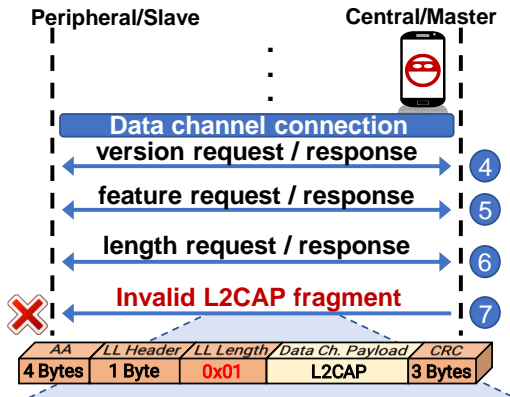 Peripheral/Slave Central/Master
Data channel connection
version request / response 4
feature request / response 5
length request / response 6
Invalid L2CAP fragment 7
AA LL Header LL Length Data Ch. Payload CRC
4 Bytes 1 Byte 0x01 L2CAP 3 Bytes